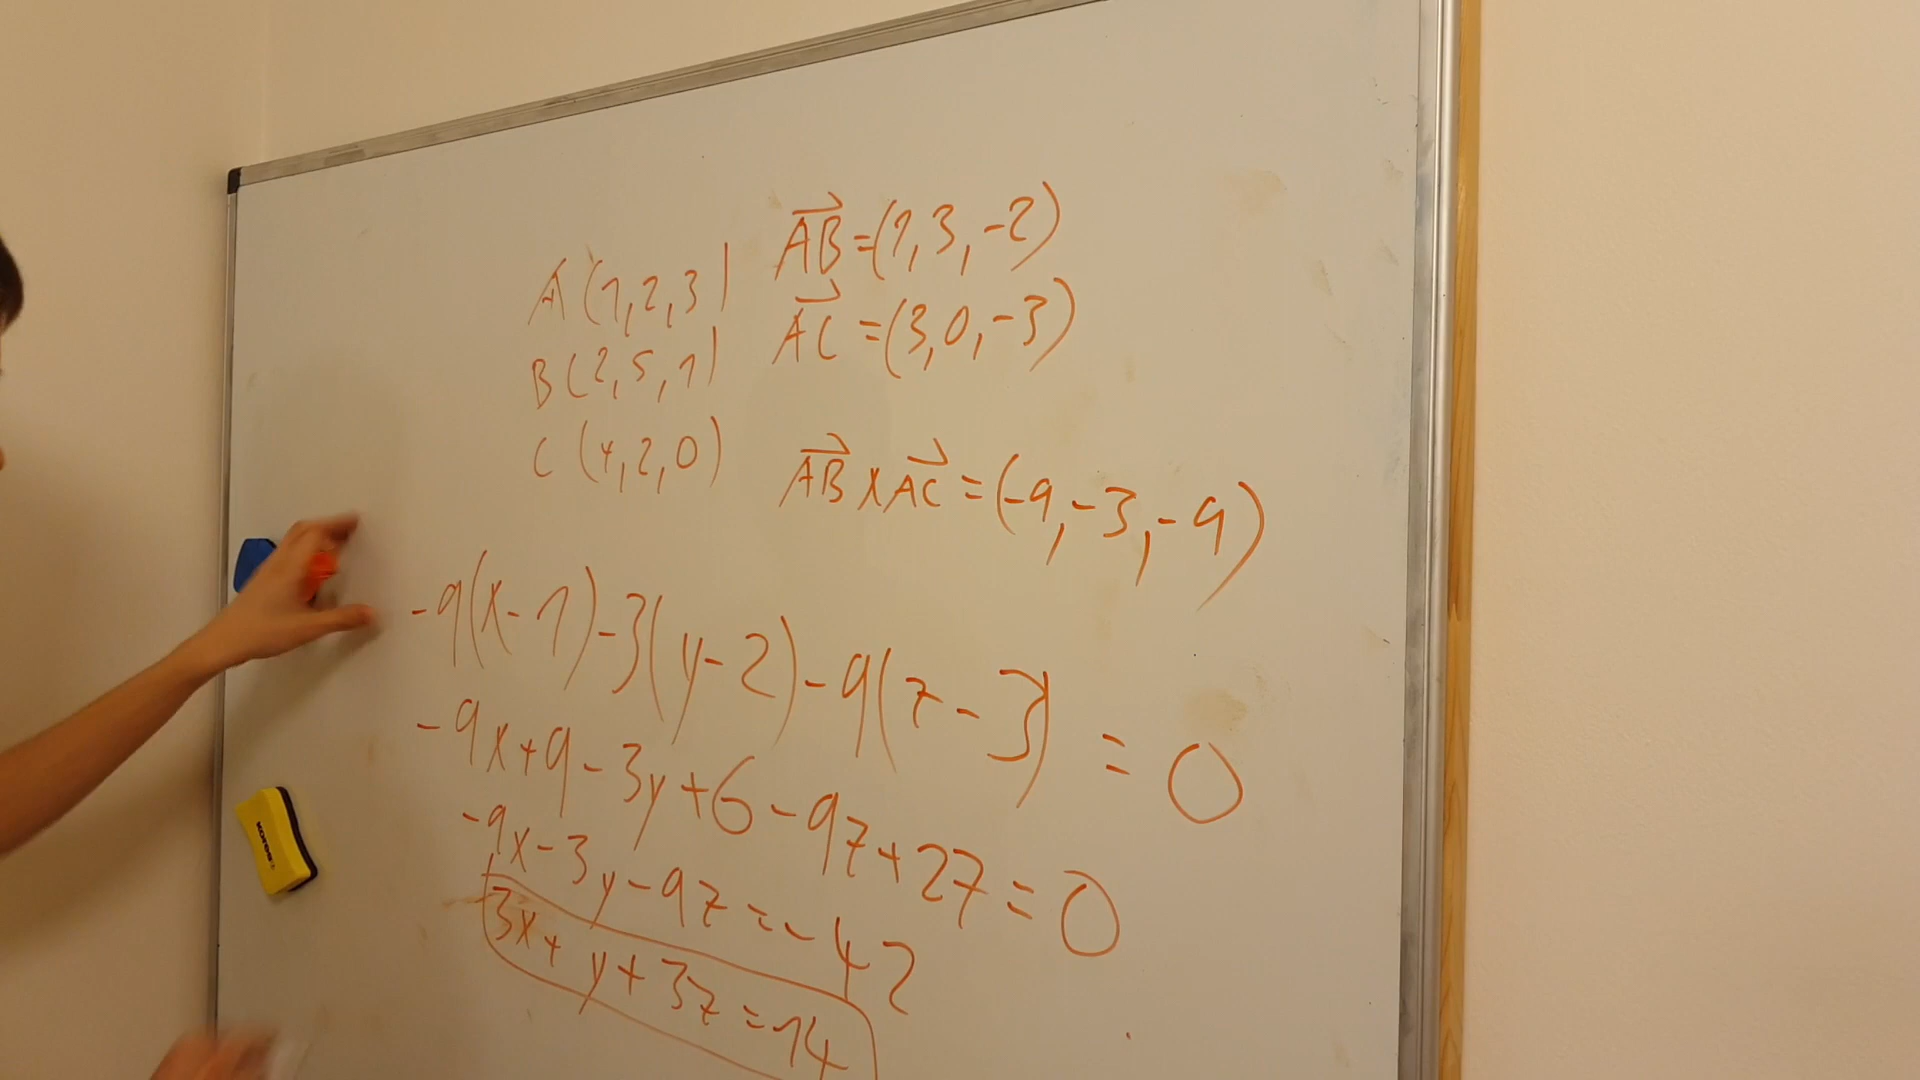 A(1,2,3)
B(2,5,1)
C(4,2,0)
AB=(1,3,-2)
AC=(3,0,-3)
ABxAC=(-9,-3,-9)
-9(x-1)-3(y-2)-9(z-3)=0
-9x+9-3y+6-9z+27=0
-9x-3y-9z=-42
3x+y+3z=14
kores